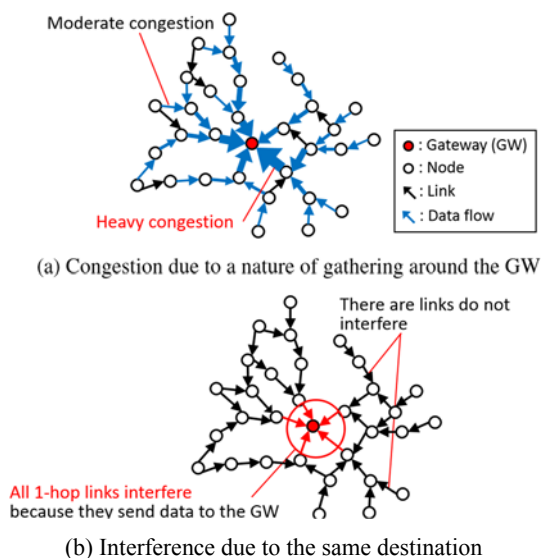 Moderate congestion
Heavy congestion
: Gateway (GW)
: Node
: Link
: Data flow
(a) Congestion due to a nature of gathering around the GW
There are links do not
interfere
All 1-hop links interfere
because they send data to the GW
(b) Interference due to the same destination